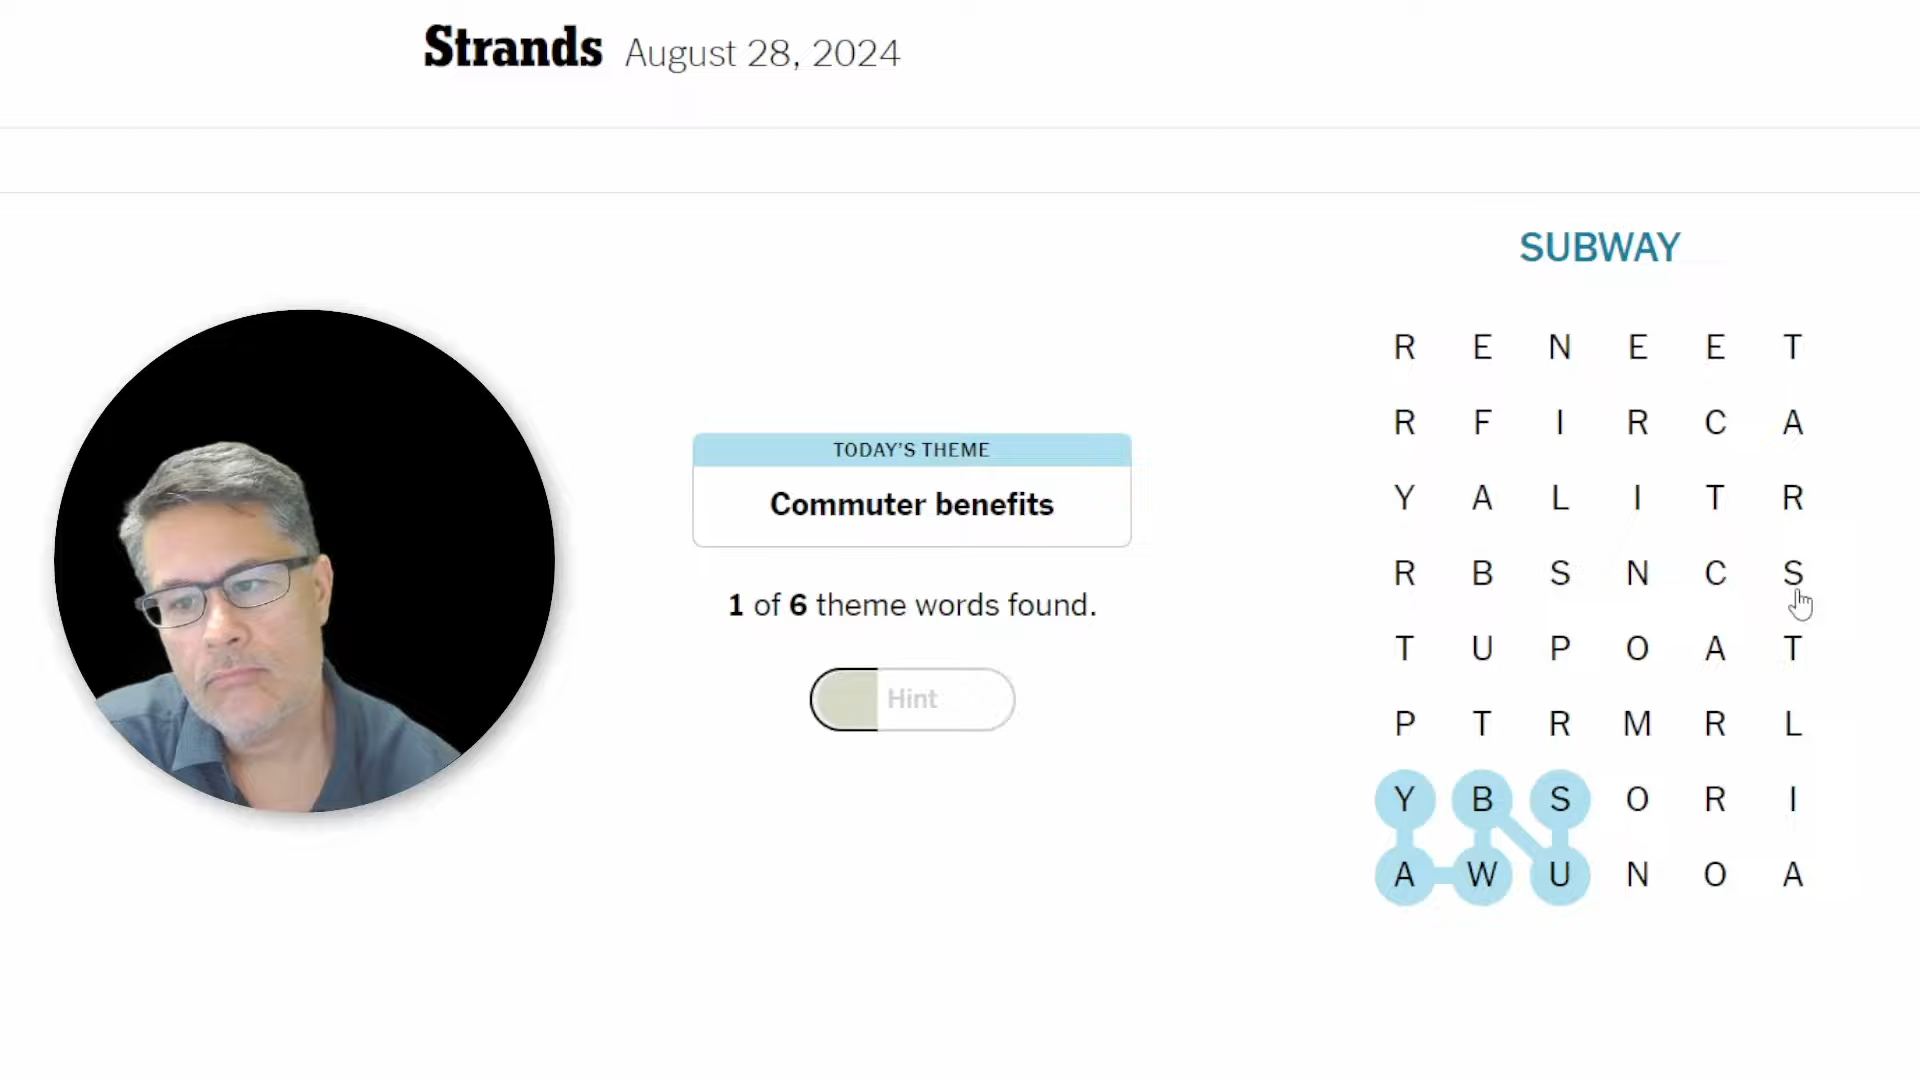 Strands August 28, 2024
SUBWAY
TODAY'S THEME
Commuter benefits
1 of 6 theme words found.
Hint
R E N E E T
R F I R C A
Y A L I T R
R B S N C S
T U P O A T
P T R M R L
Y B S O R I
A W U N O A